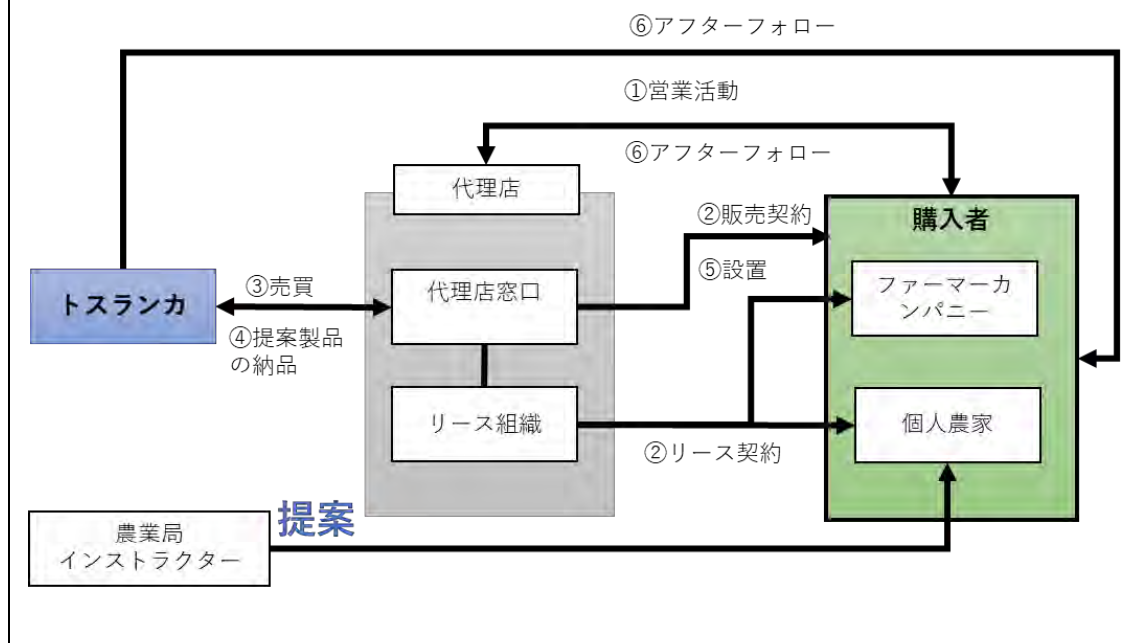 ⑥アフターフォロー
①営業活動
⑥アフターフォロー
代理店
②販売契約
購入者
⑤設置
トスランカ
③売買
④提案製品
の納品
代理店窓口
ファーマーカ
ンパニー
リース組織
②リース契約
個人農家
提案
農業局
インストラクター